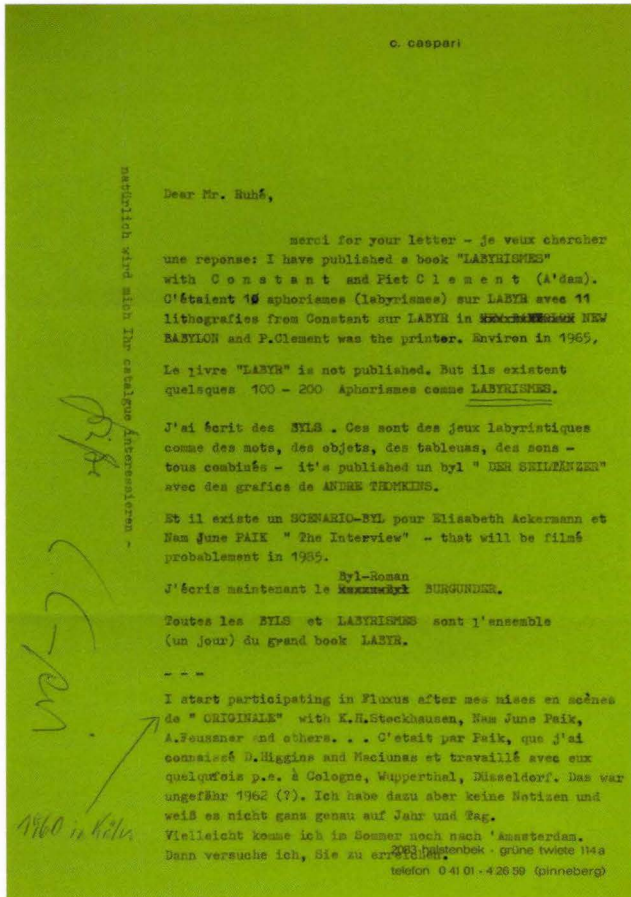 c. caspari
Dear Mr. Ruhé,
merci for your letter - je veux chercher
une reponse: I have published a book "LABYRISMES"
with C o n s t a n t and Piet C l e m e n t (A'dam).
C'étaient 10 aphorismes (labyrismes) sur LABYR avec 11
lithografies from Constant sur LABYR in NEW
BABYLON and P.Clement was the printer. Environ in 1965.
Le livre "LABYR" is not published. But ils existent
quelsques 100 - 200 Aphorismes comme LABYRISMES.
J'ai écrit des BYLS . Ces sont des jeux labyristiques
comme des mots, des objets, des tableuas, des sons -
tous combinés - it's published un byl " DER SEILTÄNZER"
avec des grafics de ANDRE THOMKINS.
Et il existe un SCENARIO-BYL pour Elisabeth Ackermann et
Nam June PAIK " The Interview" - that will be filmé
probablement in 1985.
Byl-Roman
J'écris maintenant le BURGUNDER.
Toutes les BYLS et LABYRISMES sont l'ensemble
(un jour) du grand book LABYR.
- - -
I start participating in Fluxus after mes mises en scènes
de " ORIGINALE" with K.H.Stockhausen, Nam June Paik,
A.Feussner and others. . . C'etait par Paik, que j'ai
connaissé D.Higgins and Maciunas et travaillé avec eux
quelqufois p.e. à Cologne, Wupperthal, Düsseldorf. Das war
ungefähr 1962 (?). Ich habe dazu aber keine Notizen und
weiß es nicht ganz genau auf Jahr und Tag.
Vielleicht komme ich im Sommer noch nach 'Amasterdam.
Dann versuche ich, Sie zu erreichen.
2083 halstenbek - grüne twiete 114a
telefon 0 41 01 - 4 26 59 (pinneberg)
natürlich wird mich Ihr catalgue interessieren -
1960 in Köln